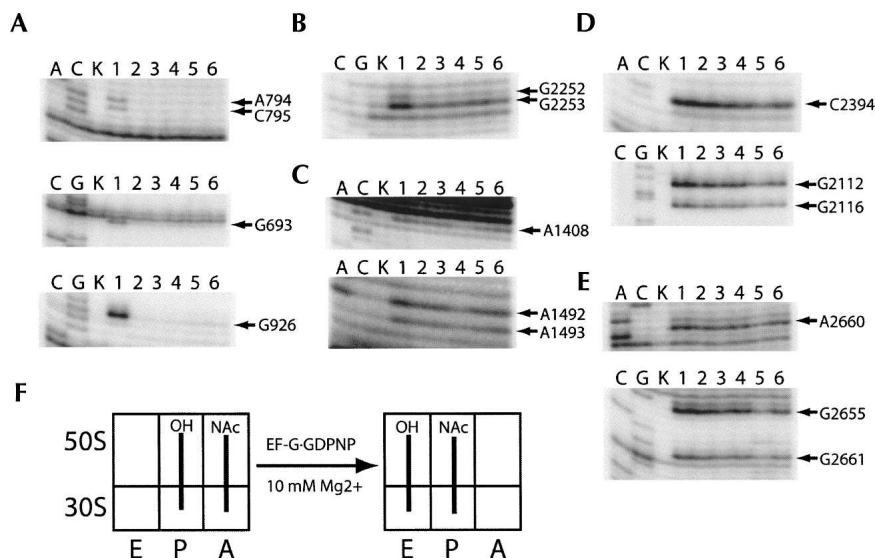 A
A C K 1 2 3 4 5 6
A794
C795
C G K 1 2 3 4 5 6
G693
C G K 1 2 3 4 5 6
G926
B
C G K 1 2 3 4 5 6
G2252
G2253
C
A C K 1 2 3 4 5 6
A1408
A C K 1 2 3 4 5 6
A1492
A1493
D
A C K 1 2 3 4 5 6
C2394
C G K 1 2 3 4 5 6
G2112
G2116
E
A C K 1 2 3 4 5 6
A2660
C G K 1 2 3 4 5 6
G2655
G2661
F
50S
30S
OH NAc
E P A
EF-G·GDPNP
10 mM Mg2+
OH NAc
E P A